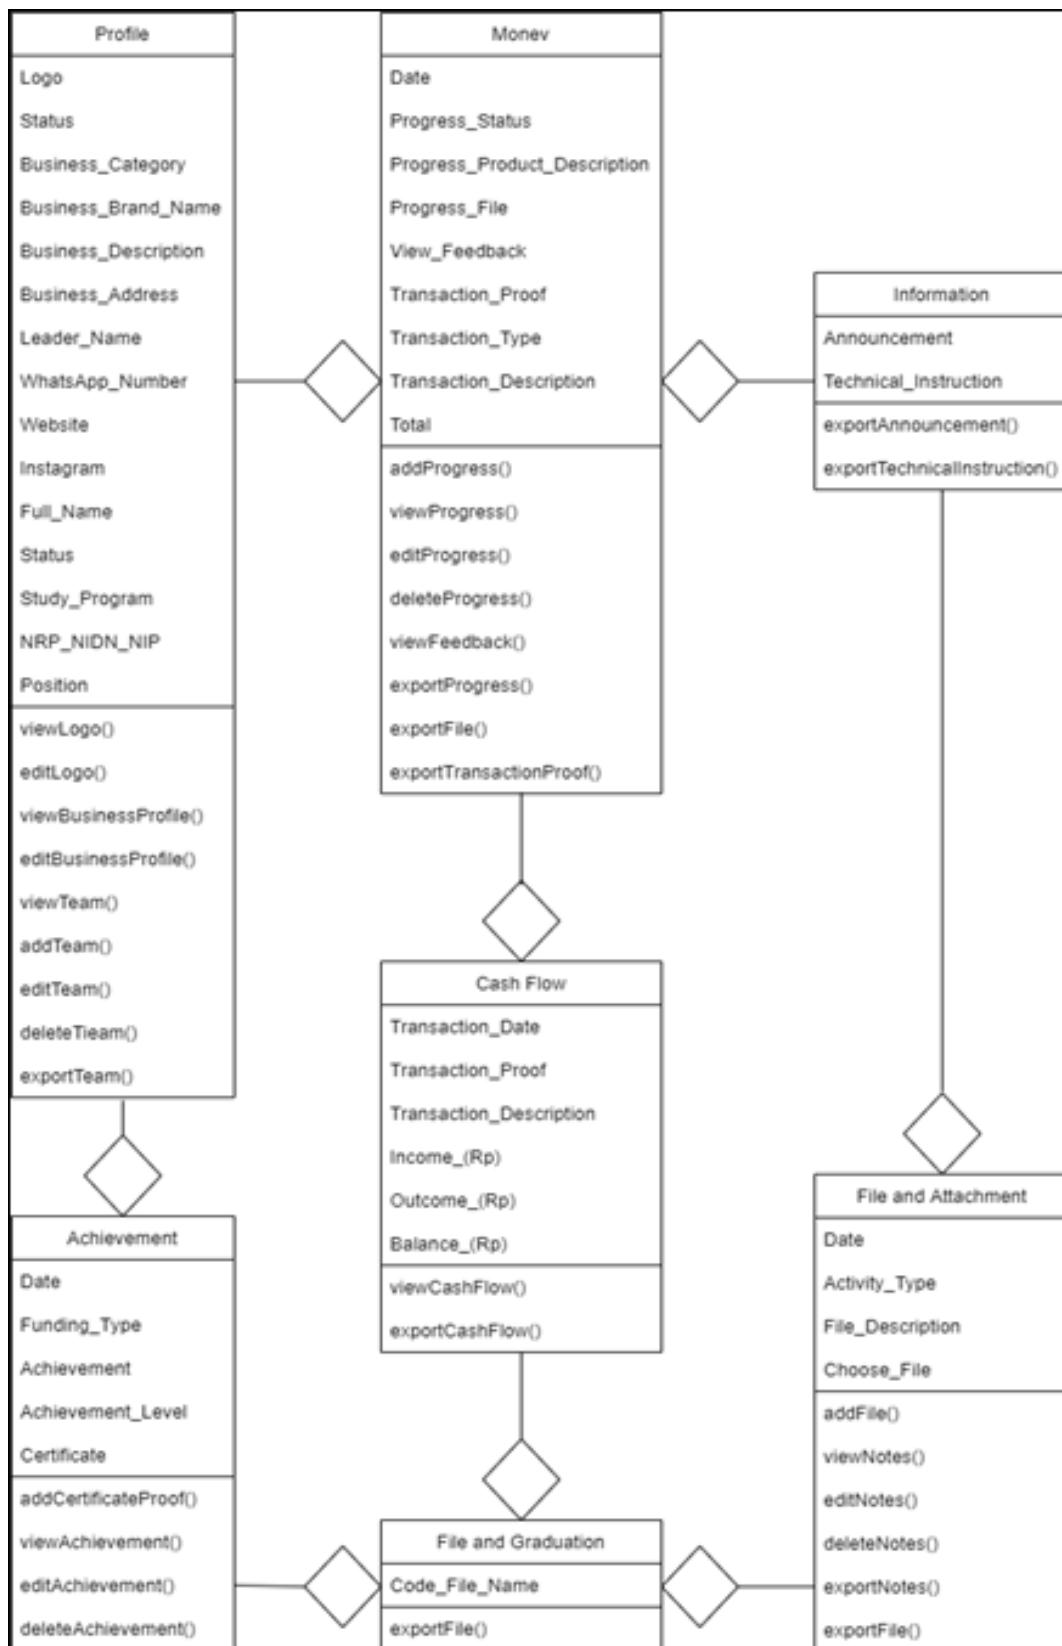 Profile
Logo
Status
Business_Category
Business_Brand_Name
Business_Description
Business_Address
Leader_Name
WhatsApp_Number
Website
Instagram
Full_Name
Status
Study_Program
NRP_NIDN_NIP
Position
viewLogo()
editLogo()
viewBusinessProfile()
editBusinessProfile()
viewTeam()
addTeam()
editTeam()
deleteTieam()
exportTeam()
Monev
Date
Progress_Status
Progress_Product_Description
Progress_File
View_Feedback
Transaction_Proof
Transaction_Type
Transaction_Description
Total
addProgress()
viewProgress()
editProgress()
deleteProgress()
viewFeedback()
exportProgress()
exportFile()
exportTransactionProof()
Information
Announcement
Technical_Instruction
exportAnnouncement()
exportTechnicalInstruction()
Cash Flow
Transaction_Date
Transaction_Proof
Transaction_Description
Income_(Rp)
Outcome_(Rp)
Balance_(Rp)
viewCashFlow()
exportCashFlow()
Achievement
Date
Funding_Type
Achievement
Achievement_Level
Certificate
addCertificateProof()
viewAchievement()
editAchievement()
deleteAchievement()
File and Graduation
Code_File_Name
exportFile()
File and Attachment
Date
Activity_Type
File_Description
Choose_File
addFile()
viewNotes()
editNotes()
deleteNotes()
exportNotes()
exportFile()